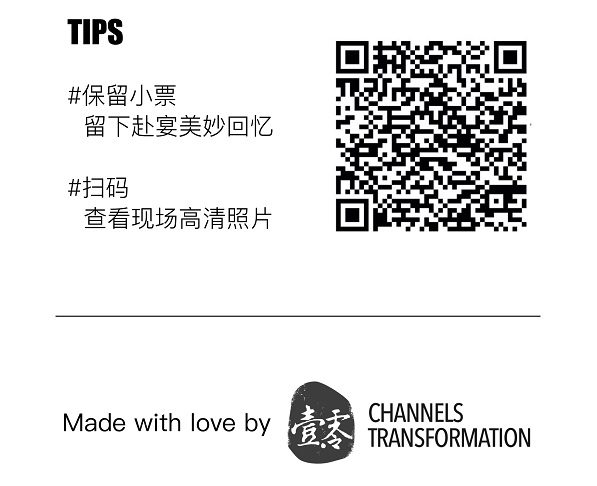 TIPS
#保留小票
留下赴宴美妙回忆
#扫码
查看现场高清照片
Made with love by
壹零
CHANNELS
TRANSFORMATION